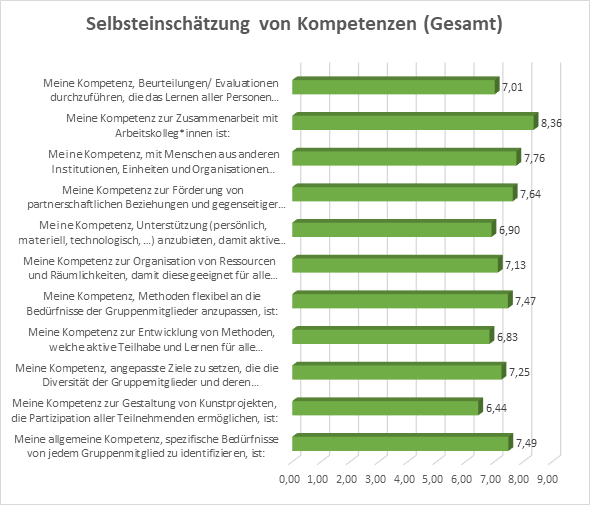 Selbsteinschätzung von Kompetenzen (Gesamt)
Meine Kompetenz, Beurteilungen/ Evaluationen
durchzuführen, die das Lernen aller Personen...
7,01
Meine Kompetenz zur Zusammenarbeit mit
Arbeitskolleg*innen ist:
8,36
Meine Kompetenz, mit Menschen aus anderen
Institutionen, Einheiten und Organisationen...
7,76
Meine Kompetenz zur Förderung von
partnerschaftlichen Beziehungen und gegenseitiger...
7,64
Meine Kompetenz, Unterstützung (persönlich,
materiell, technologisch, ...) anzubieten, damit aktive...
6,90
Meine Kompetenz zur Organisation von Ressourcen
und Räumlichkeiten, damit diese geeignet für alle...
7,13
Meine Kompetenz, Methoden flexibel an die
Bedürfnisse der Gruppenmitglieder anzupassen, ist:
7,47
Meine Kompetenz zur Entwicklung von Methoden,
welche aktive Teilhabe und Lernen für alle...
6,83
Meine Kompetenz, angepasste Ziele zu setzen, die die
Diversität der Gruppemitglieder und deren...
7,25
Meine Kompetenz zur Gestaltung von Kunstprojekten,
die Partizipation aller Teilnehmenden ermöglichen, ist:
6,44
Meine allgemeine Kompetenz, spezifische Bedürfnisse
von jedem Gruppenmitglied zu identifizieren, ist:
7,49
0,00 1,00 2,00 3,00 4,00 5,00 6,00 7,00 8,00 9,00